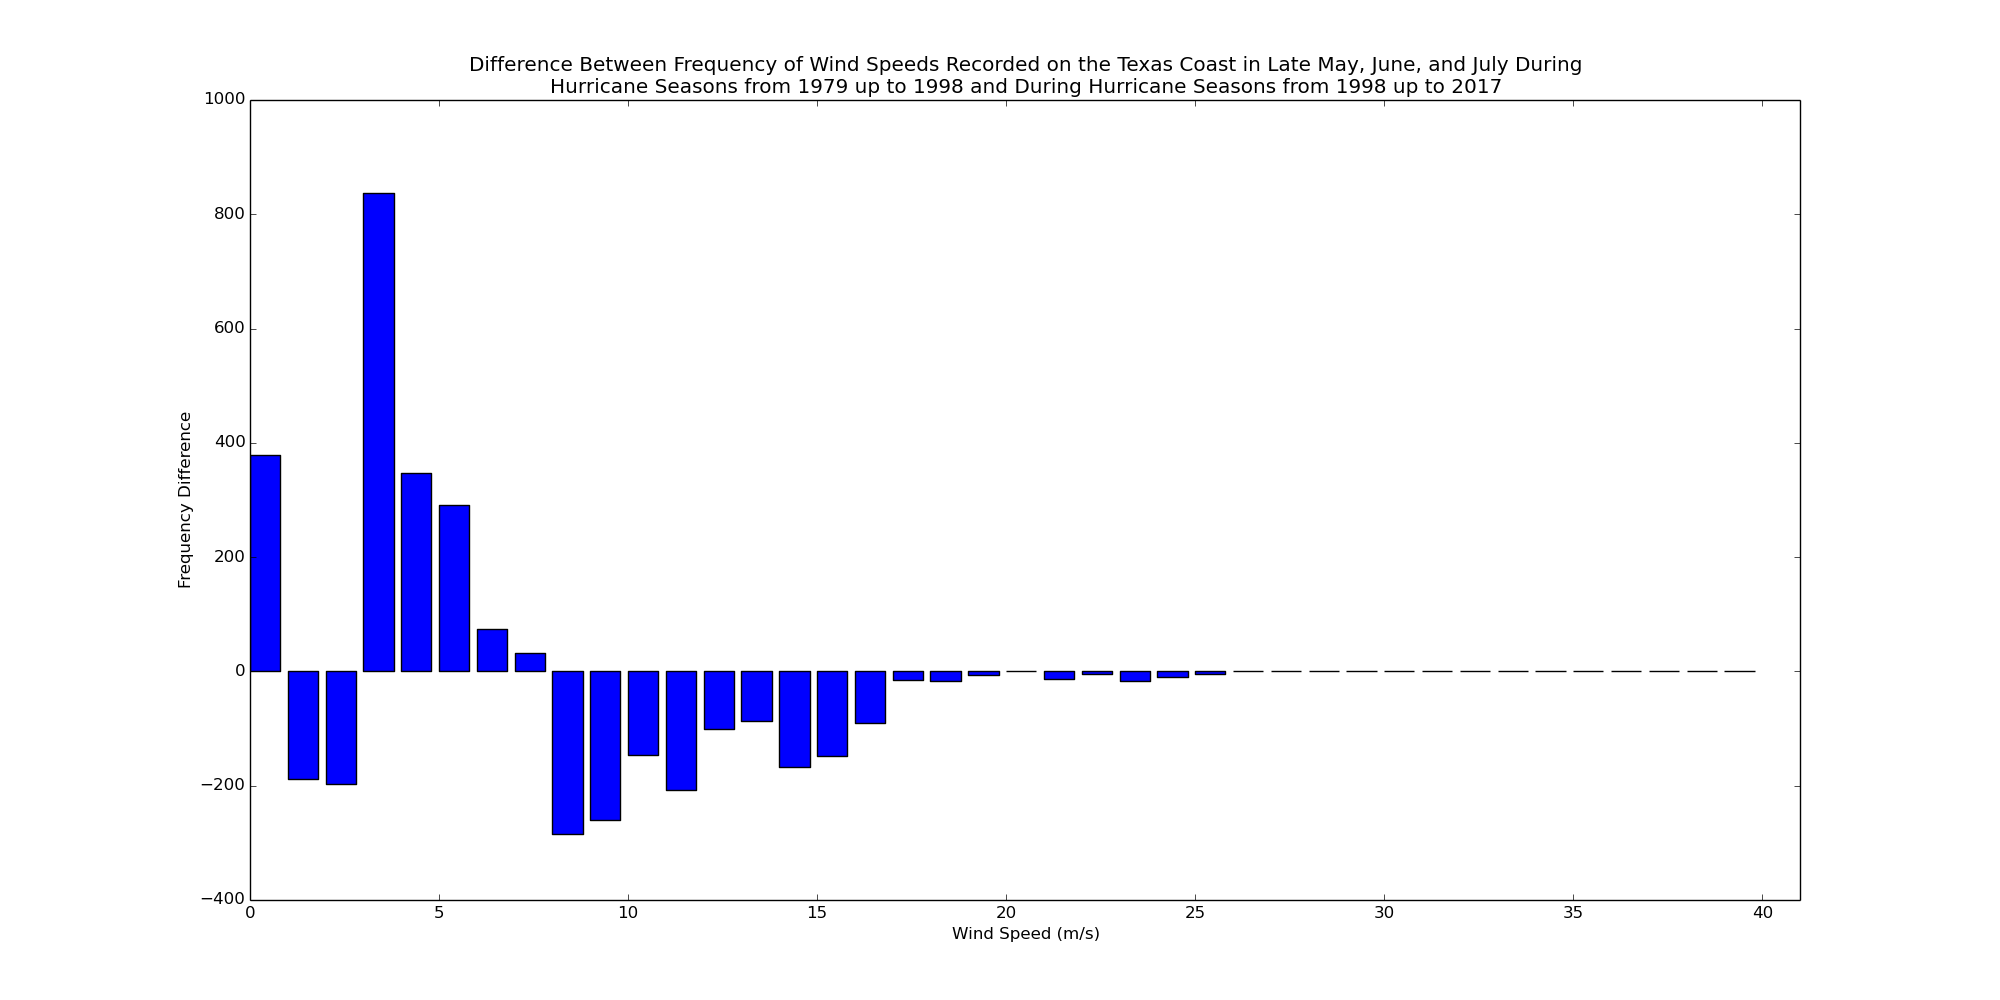 Difference Between Frequency of Wind Speeds Recorded on the Texas Coast in Late May, June, and July During
Hurricane Seasons from 1979 up to 1998 and During Hurricane Seasons from 1998 up to 2017
1000
800
600
400
200
0
−200
−400
Frequency Difference
0 5 10 15 20 25 30 35 40
Wind Speed (m/s)